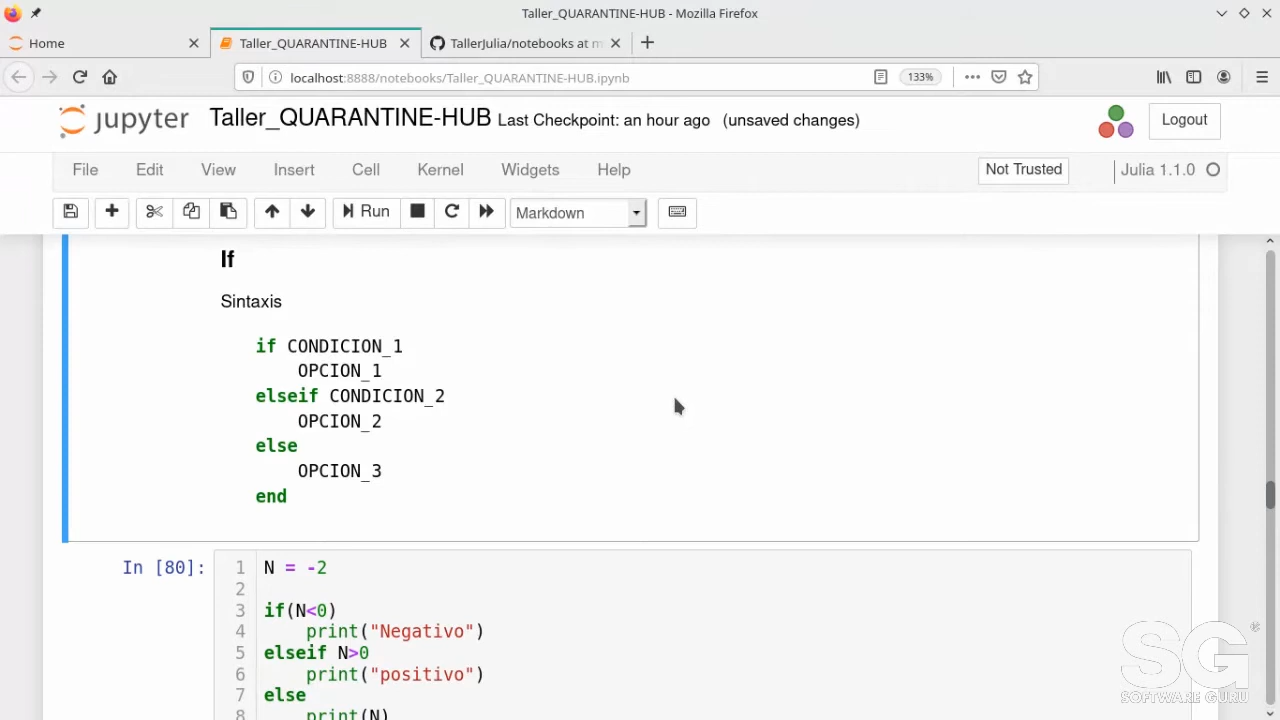 Taller_QUARANTINE-HUB - Mozilla Firefox
Home
Taller_QUARANTINE-HUB
TallerJulia/notebooks at m
localhost:8888/notebooks/Taller_QUARANTINE-HUB.ipynb
133%
jupyter Taller_QUARANTINE-HUB Last Checkpoint: an hour ago (unsaved changes)
Logout
File Edit View Insert Cell Kernel Widgets Help
Not Trusted
Julia 1.1.0
Run
Markdown
If
Sintaxis
if CONDICION_1
    OPCION_1
elseif CONDICION_2
    OPCION_2
else
    OPCION_3
end
In [80]:
1 N = -2
2
3 if(N<0)
4     print("Negativo")
5 elseif N>0
6     print("positivo")
7 else
8     print(N)
SG
SOFTWARE GURU